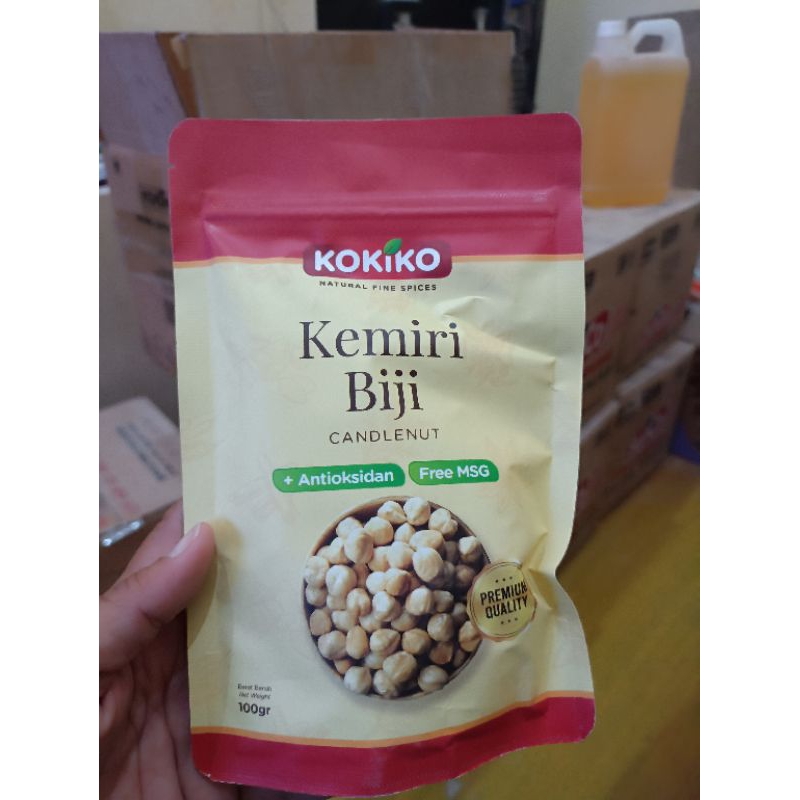 KOKIKO
NATURAL FINE SPICES
Kemiri
Biji
CANDLENUT
+ Antioksidan
Free MSG
PREMIUM
QUALITY
Berat Bersih
Net Weight
100gr